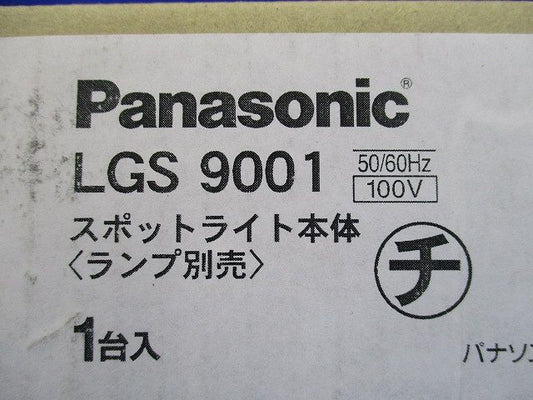 Panasonic®
LGS 9001 50/60Hz
100V
スポットライト本体
〈ランプ別売〉
チ
1台入
パナソ